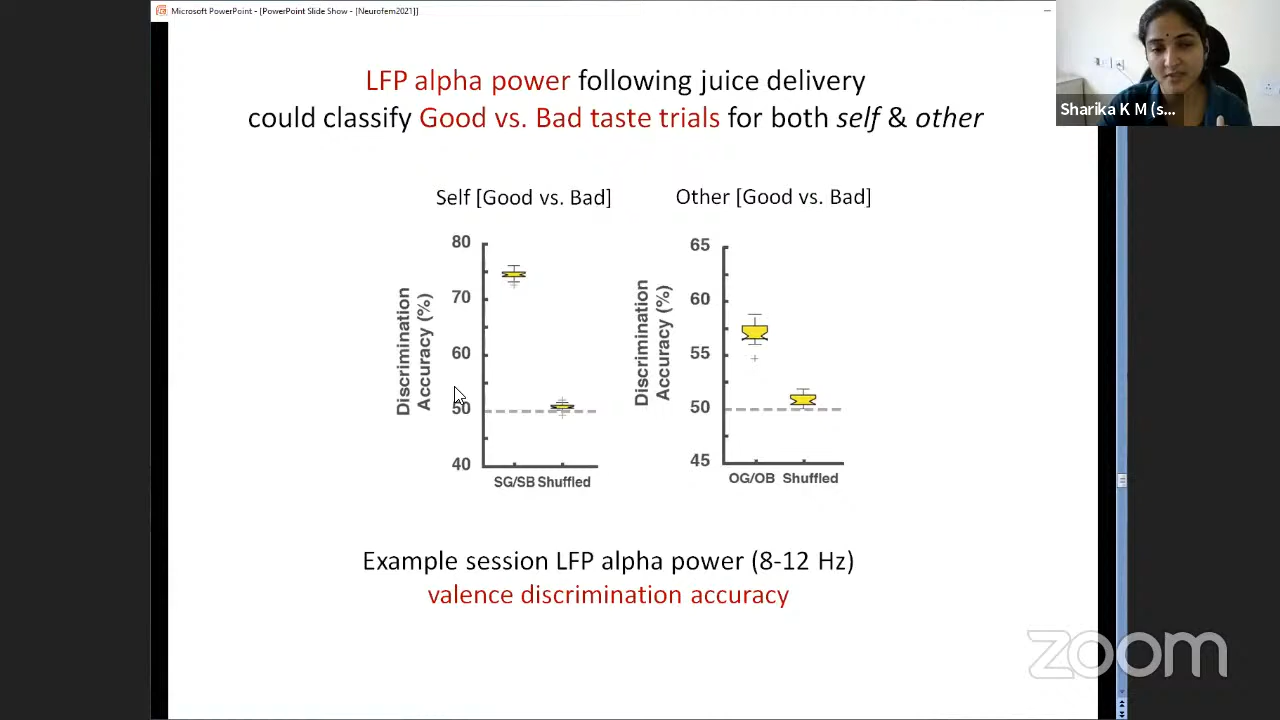 Microsoft PowerPoint - [PowerPoint Slide Show - [Neurofem2021]]
LFP alpha power following juice delivery
could classify Good vs. Bad taste trials for both self & other
Sharika K M (s...
Self [Good vs. Bad]
Other [Good vs. Bad]
Discrimination
Accuracy (%)
80
70
60
50
40
SG/SB Shuffled
Discrimination
Accuracy (%)
65
60
55
50
45
OG/OB Shuffled
Example session LFP alpha power (8-12 Hz)
valence discrimination accuracy
zoom